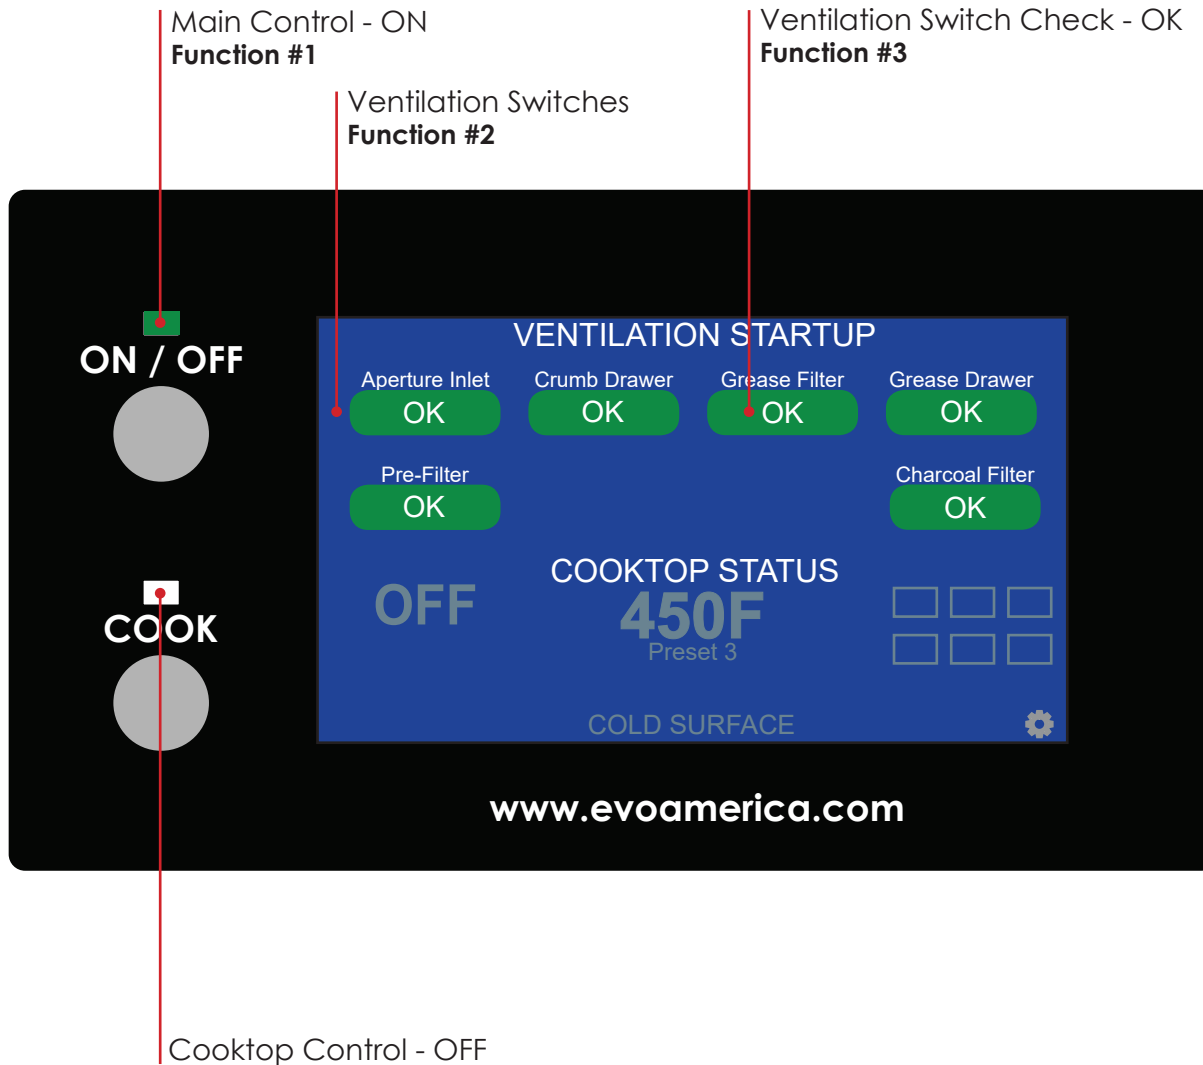 Main Control - ON
Function #1
Ventilation Switch Check - OK
Function #3
Ventilation Switches
Function #2
ON / OFF
COOK
VENTILATION STARTUP
Aperture Inlet Crumb Drawer Grease Filter Grease Drawer
OK OK OK OK
Pre-Filter Charcoal Filter
OK OK
COOKTOP STATUS
OFF 450F
Preset 3
COLD SURFACE
www.evoamerica.com
Cooktop Control - OFF